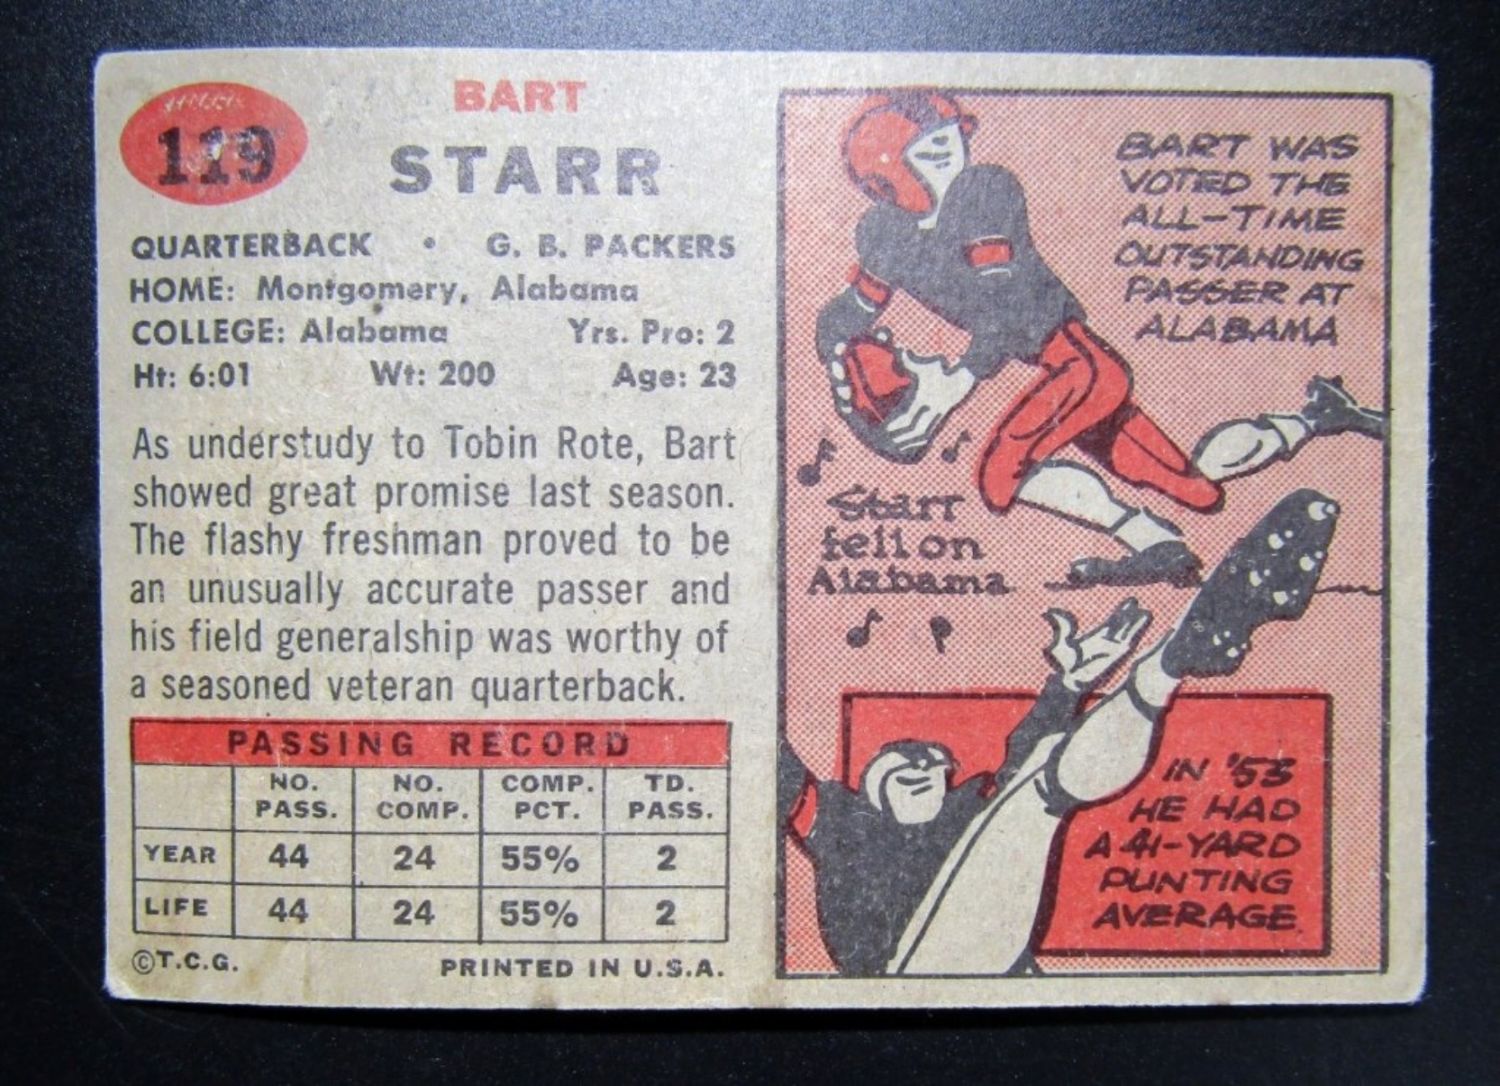 119
BART
STARR
QUARTERBACK • G. B. PACKERS
HOME: Montgomery, Alabama
COLLEGE: Alabama Yrs. Pro: 2
Ht: 6:01 Wt: 200 Age: 23
As understudy to Tobin Rote, Bart
showed great promise last season.
The flashy freshman proved to be
an unusually accurate passer and
his field generalship was worthy of
a seasoned veteran quarterback.
PASSING RECORD
NO. PASS. NO. COMP. COMP. PCT. TD. PASS.
YEAR 44 24 55% 2
LIFE 44 24 55% 2
©T.C.G. PRINTED IN U.S.A.
BART WAS
VOTED THE
ALL-TIME
OUTSTANDING
PASSER AT
ALABAMA
Starr
fell on
Alabama
IN '53
HE HAD
A 41-YARD
PUNTING
AVERAGE.